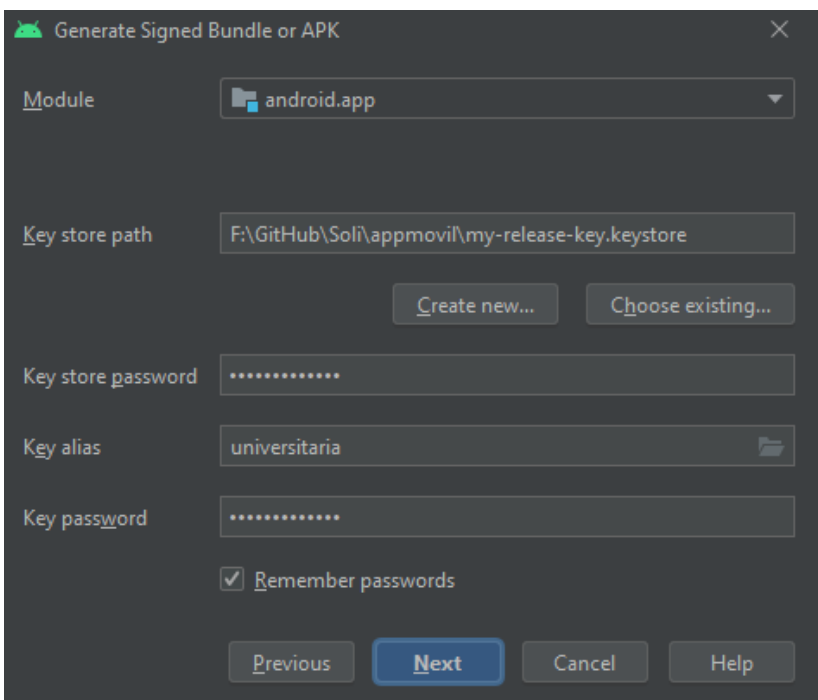 Generate Signed Bundle or APK
Module
android.app
Key store path
F:\GitHub\Soli\appmovil\my-release-key.keystore
Create new...
Choose existing...
Key store password
•••••••••••••
Key alias
universitaria
Key password
•••••••••••••
Remember passwords
Previous
Next
Cancel
Help